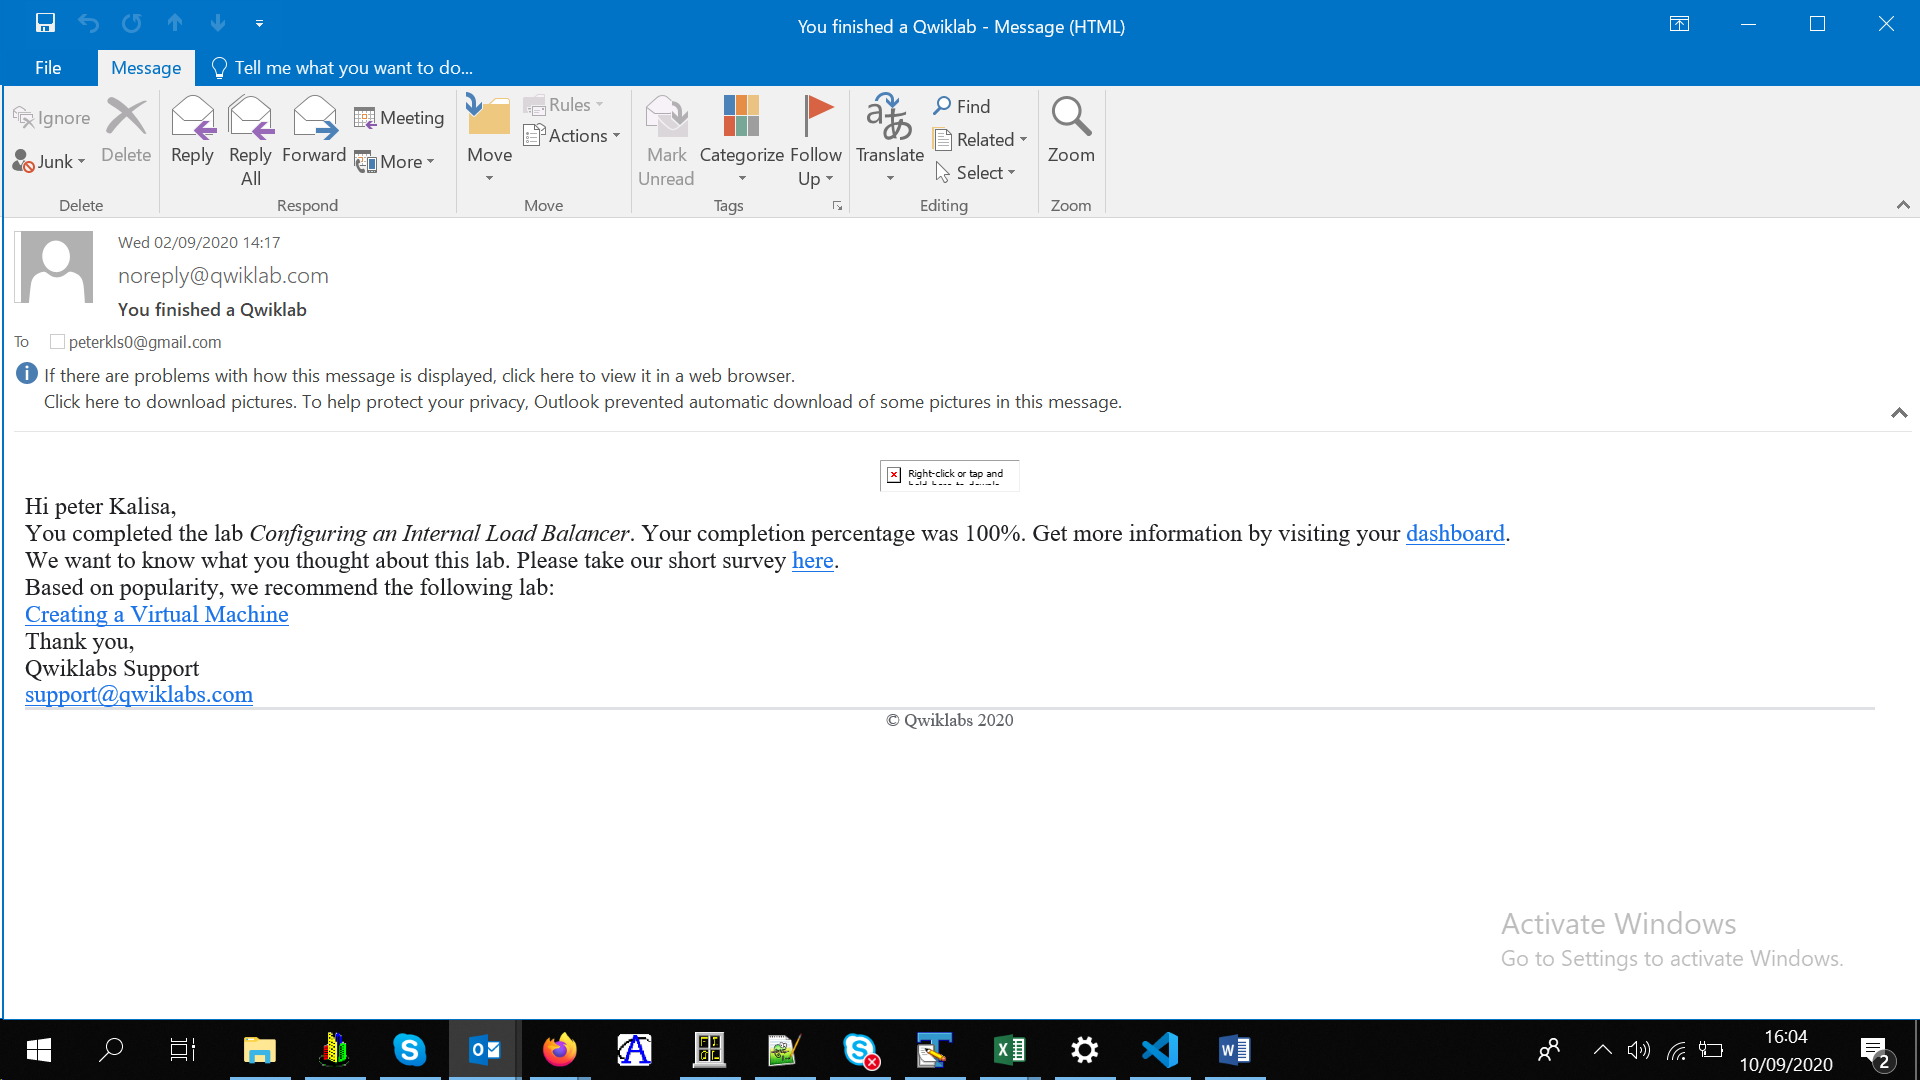 You finished a Qwiklab - Message (HTML)
File Message Tell me what you want to do...
Ignore
Junk
Delete
Reply
Reply All
Forward
Meeting
More
Move
Rules
Actions
Mark Unread
Categorize
Follow Up
Translate
Find
Related
Select
Zoom
Delete Respond Move Tags Editing Zoom
Wed 02/09/2020 14:17
noreply@qwiklab.com
You finished a Qwiklab
To peterkls0@gmail.com
If there are problems with how this message is displayed, click here to view it in a web browser.
Click here to download pictures. To help protect your privacy, Outlook prevented automatic download of some pictures in this message.
Right-click or tap and
Hi peter Kalisa,
You completed the lab Configuring an Internal Load Balancer. Your completion percentage was 100%. Get more information by visiting your dashboard.
We want to know what you thought about this lab. Please take our short survey here.
Based on popularity, we recommend the following lab:
Creating a Virtual Machine
Thank you,
Qwiklabs Support
support@qwiklabs.com
© Qwiklabs 2020
Activate Windows
Go to Settings to activate Windows.
16:04
10/09/2020
2